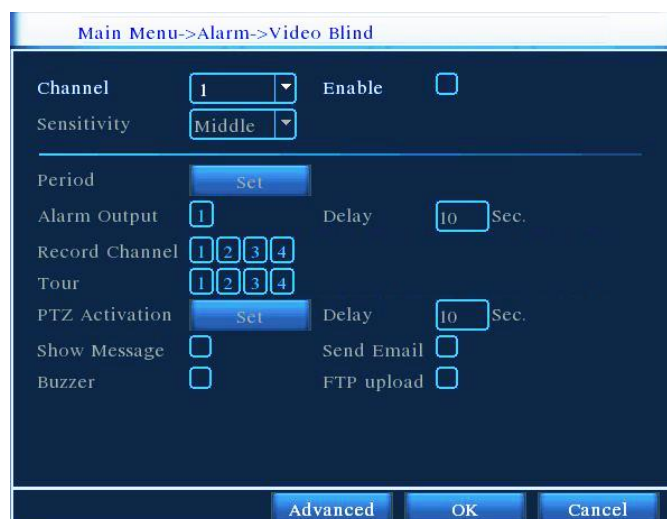 Main Menu->Alarm->Video Blind
Channel 1 Enable
Sensitivity Middle
Period Set
Alarm Output 1 Delay 10 Sec.
Record Channel 1 2 3 4
Tour 1 2 3 4
PTZ Activation Set Delay 10 Sec.
Show Message Send Email
Buzzer FTP upload
Advanced OK Cancel